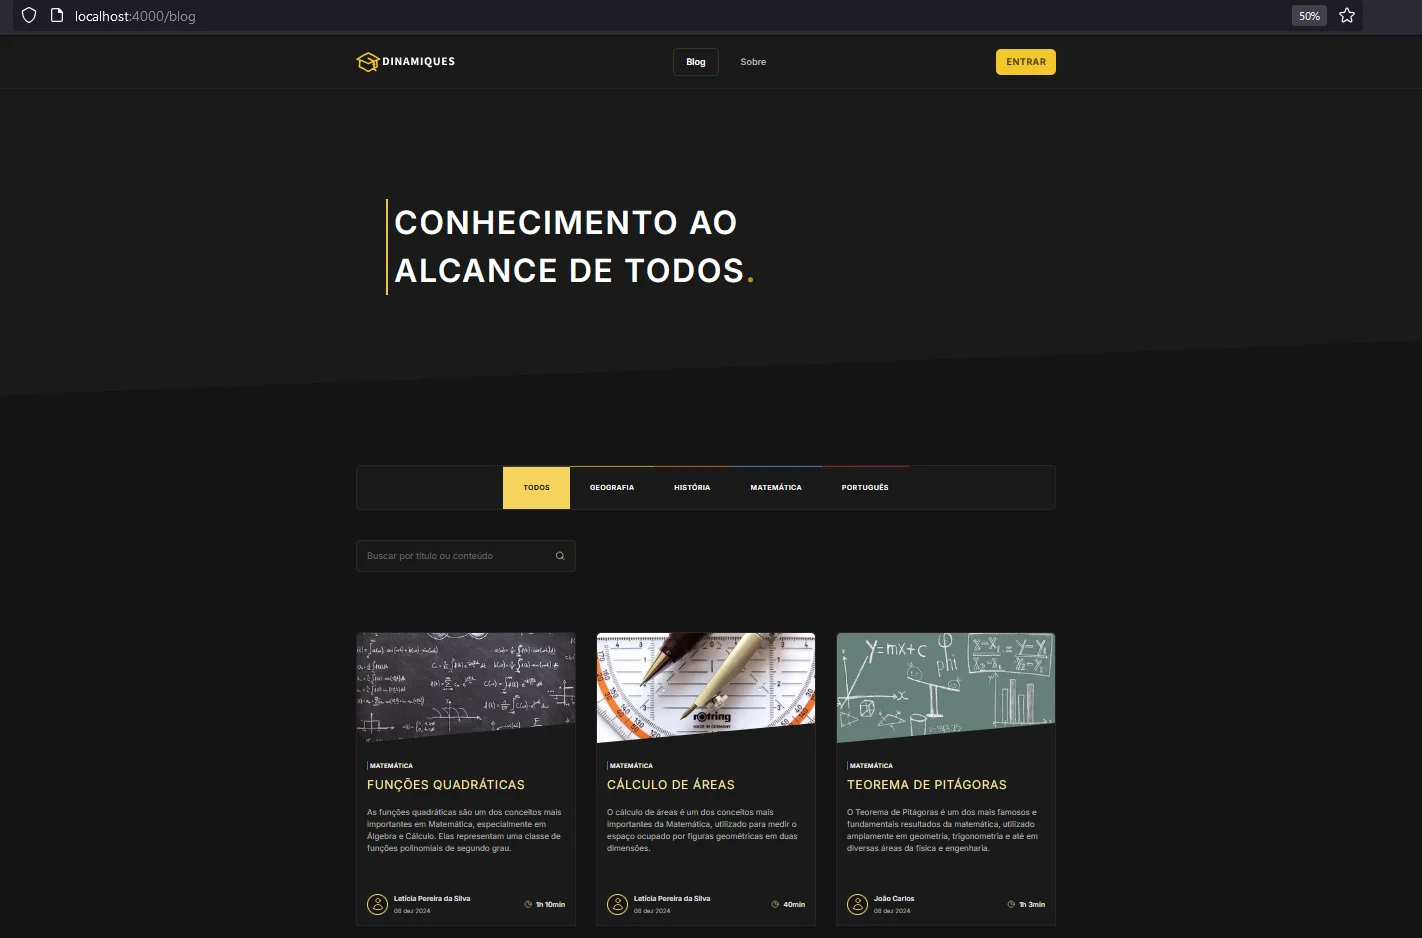 localhost:4000/blog
50%
DINAMIQUES
Blog
Sobre
ENTRAR
CONHECIMENTO AO
ALCANCE DE TODOS.
TODOS
GEOGRAFIA
HISTÓRIA
MATEMÁTICA
PORTUGUÊS
Buscar por título ou conteúdo
rotring
MADE IN GERMANY
y=mx+c
phi
MATEMÁTICA
FUNÇÕES QUADRÁTICAS
As funções quadráticas são um dos conceitos mais
importantes em Matemática, especialmente em
Álgebra e Cálculo. Elas representam uma classe de
funções polinomiais de segundo grau.
Letícia Pereira da Silva
08 dez 2024
1h 10min
MATEMÁTICA
CÁLCULO DE ÁREAS
O cálculo de áreas é um dos conceitos mais
importantes da Matemática, utilizado para medir o
espaço ocupado por figuras geométricas em duas
dimensões.
Letícia Pereira da Silva
08 dez 2024
40min
MATEMÁTICA
TEOREMA DE PITÁGORAS
O Teorema de Pitágoras é um dos mais famosos e
fundamentais resultados da matemática, utilizado
amplamente em geometria, trigonometria e até em
diversas áreas da física e engenharia.
João Carlos
08 dez 2024
1h 3min